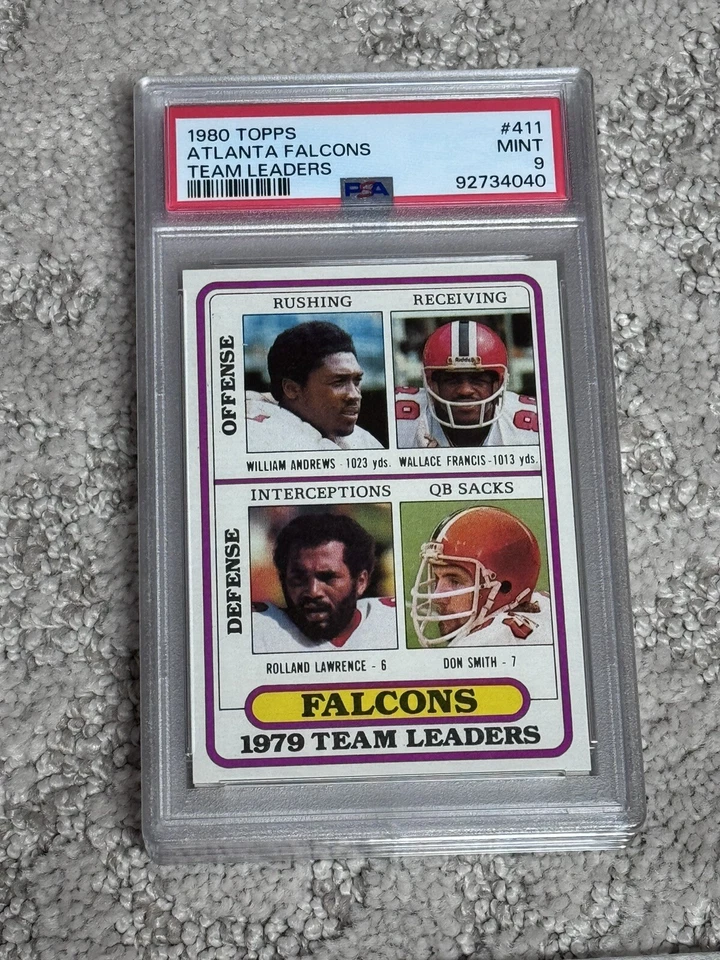 1980 TOPPS #411
ATLANTA FALCONS MINT
TEAM LEADERS 9
PSA 92734040
RUSHING RECEIVING
OFFENSE
Riddell
WILLIAM ANDREWS - 1023 yds. WALLACE FRANCIS - 1013 yds.
INTERCEPTIONS QB SACKS
DEFENSE
ROLLAND LAWRENCE - 6 DON SMITH - 7
FALCONS
1979 TEAM LEADERS